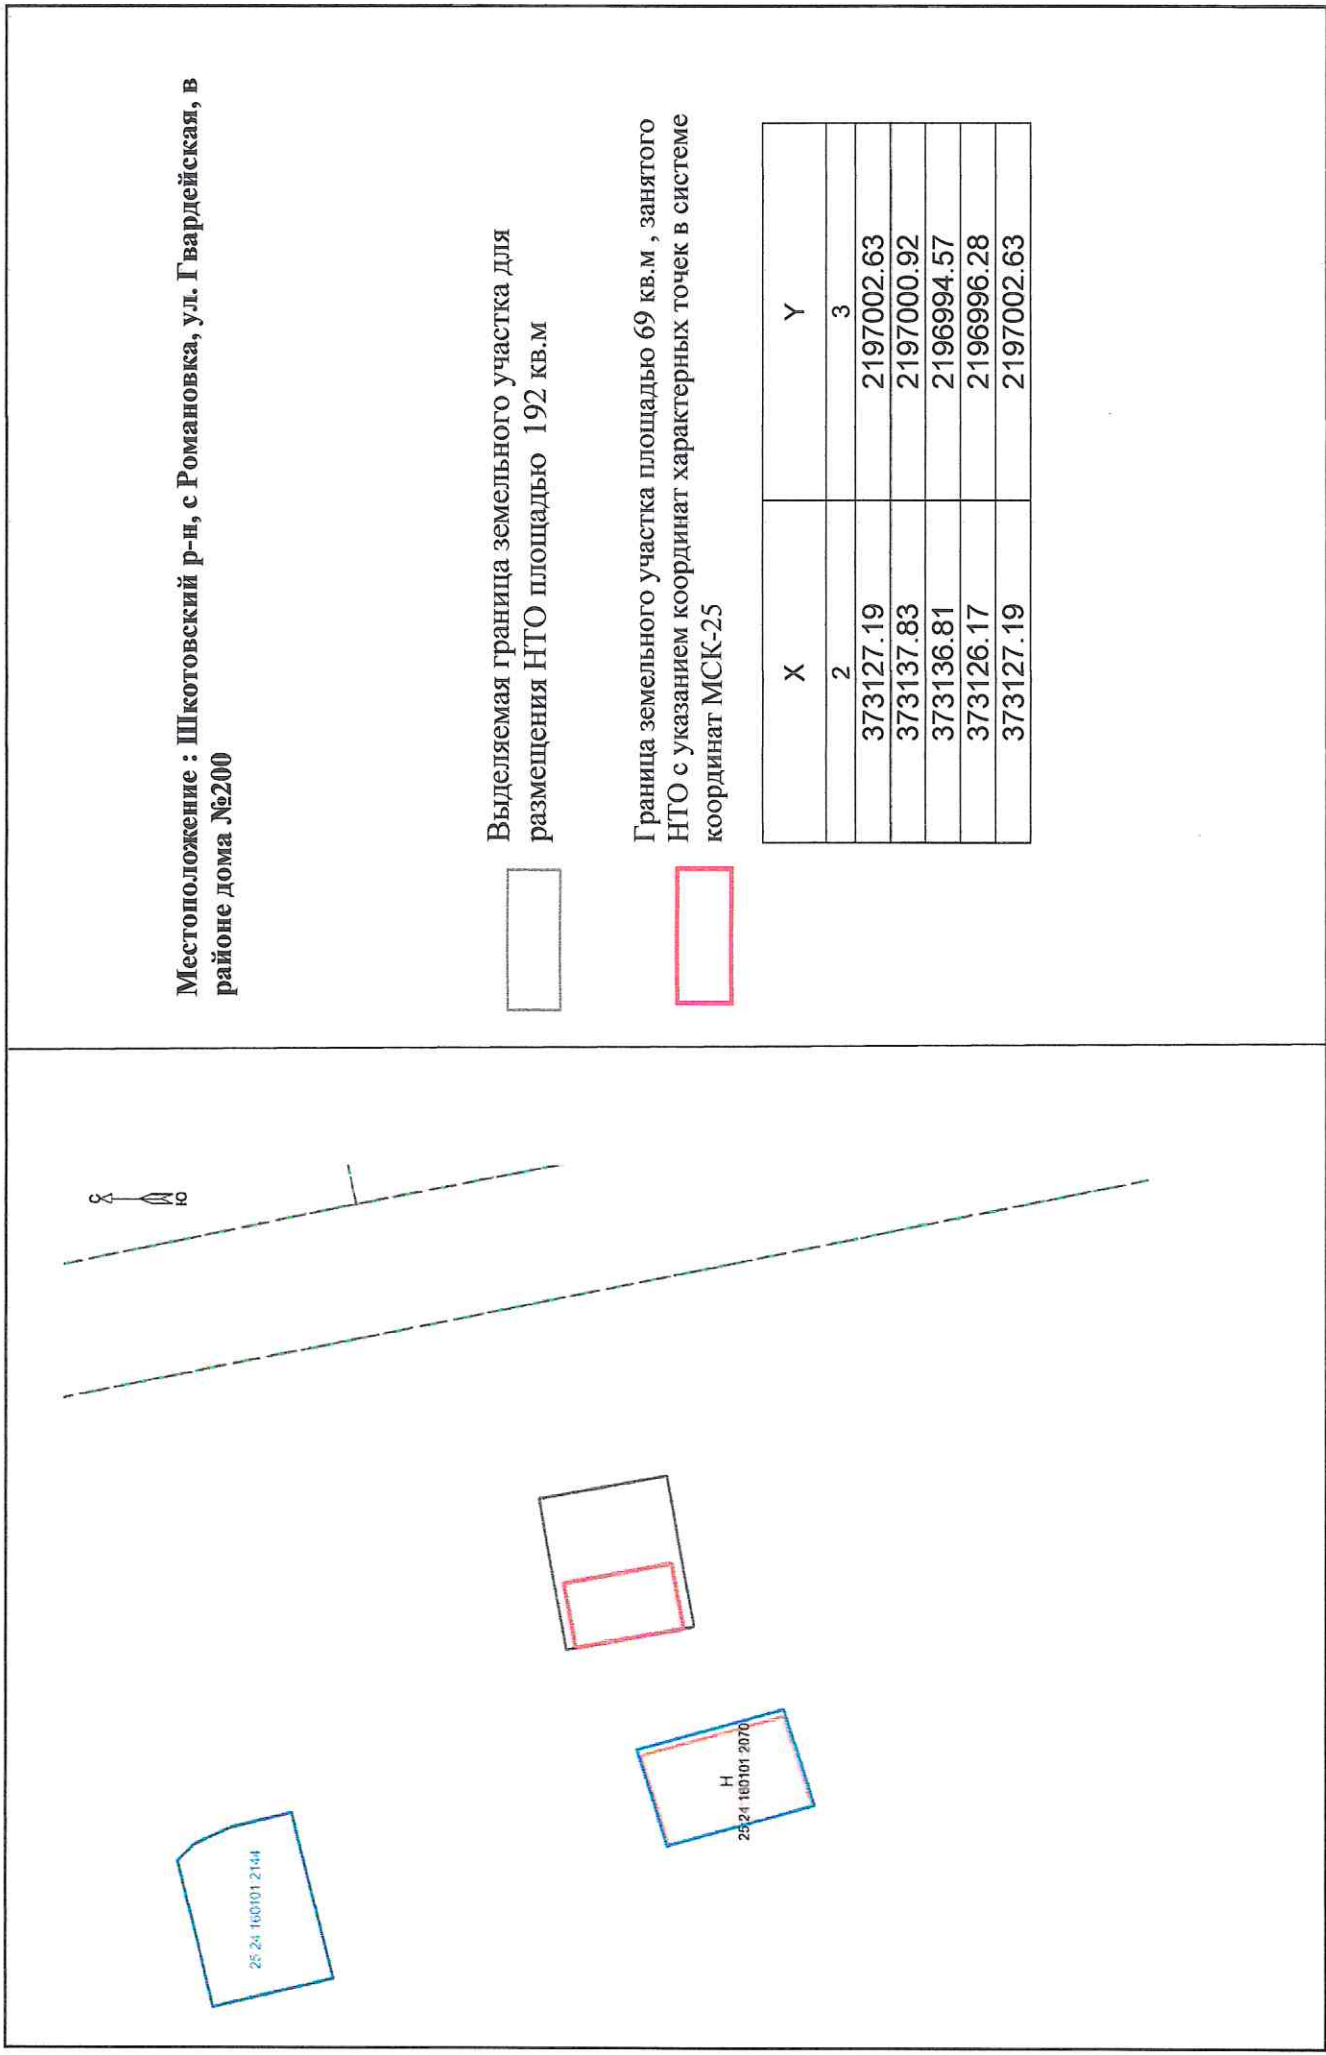 Местоположение : Шкотовский р-н, с Романовка, ул. Гвардейская, в
районе дома №200
Выделяемая граница земельного участка для
размещения НТО площадью 192 кв.м
Граница земельного участка площадью 69 кв.м , занятого
НТО с указанием координат характерных точек в системе
координат МСК-25
X Y
2 3
373127.19 2197002.63
373137.83 2197000.92
373136.81 2196994.57
373126.17 2196996.28
373127.19 2197002.63
С
Ю
25 24 160101 2144
Н
25:24 160101 2070